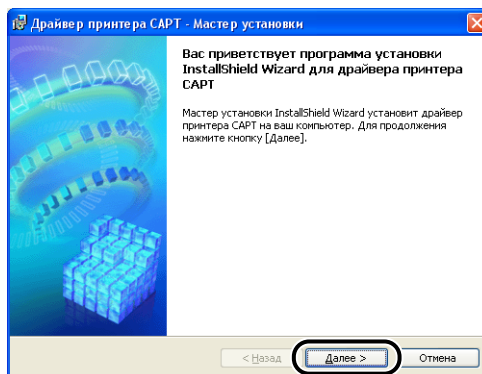 Драйвер принтера CAPT - Мастер установки
Вас приветствует программа установки
InstallShield Wizard для драйвера принтера
CAPT
Мастер установки InstallShield Wizard установит драйвер
принтера CAPT на ваш компьютер. Для продолжения
нажмите кнопку [Далее].
< Назад
Далее >
Отмена